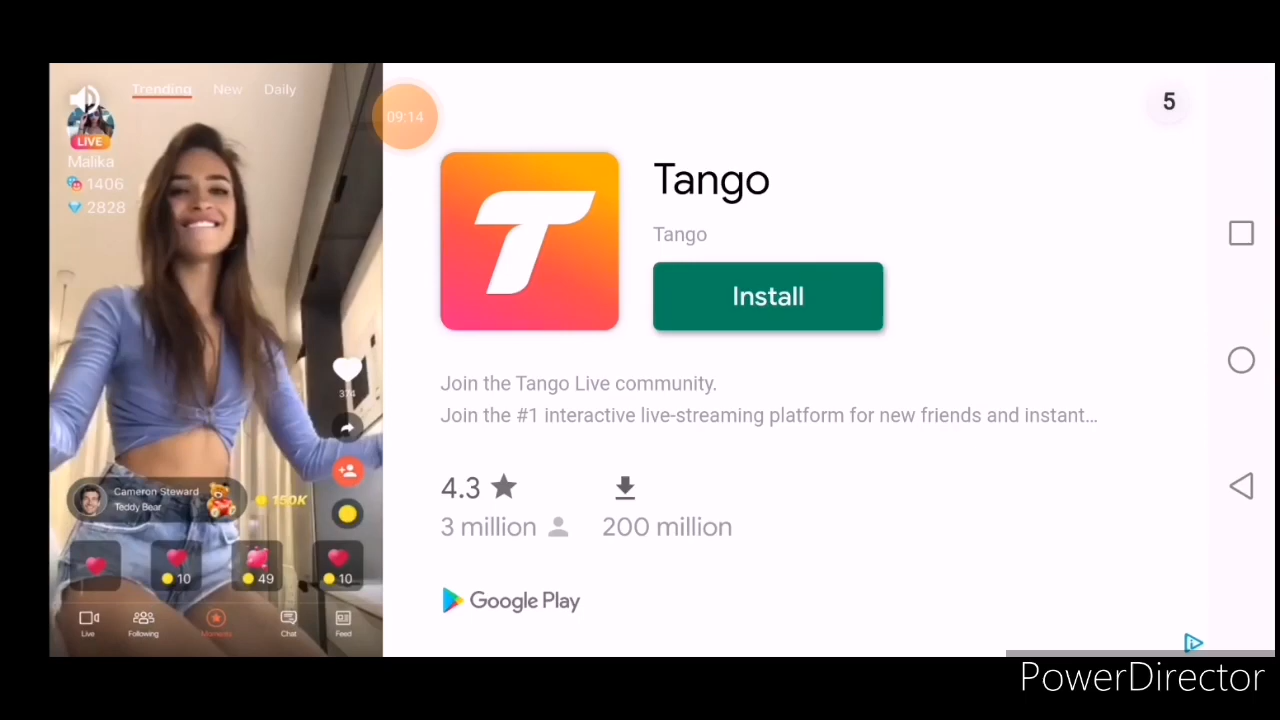 Trending New Daily
LIVE
Malika
1406
2828
374
Cameron Steward
Teddy Bear
150K
10
49
10
Live
Following
Chat
Feed
09:14
5
T
Tango
Tango
Install
Join the Tango Live community.
Join the #1 interactive live-streaming platform for new friends and instant...
4.3
3 million
200 million
Google Play
PowerDirector